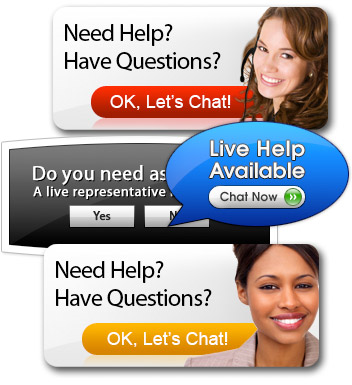 Need Help?
Have Questions?
OK, Let's Chat!
Live Help
Available
Chat Now
Do you need as
A live representative
Yes
N
Need Help?
Have Questions?
OK, Let's Chat!